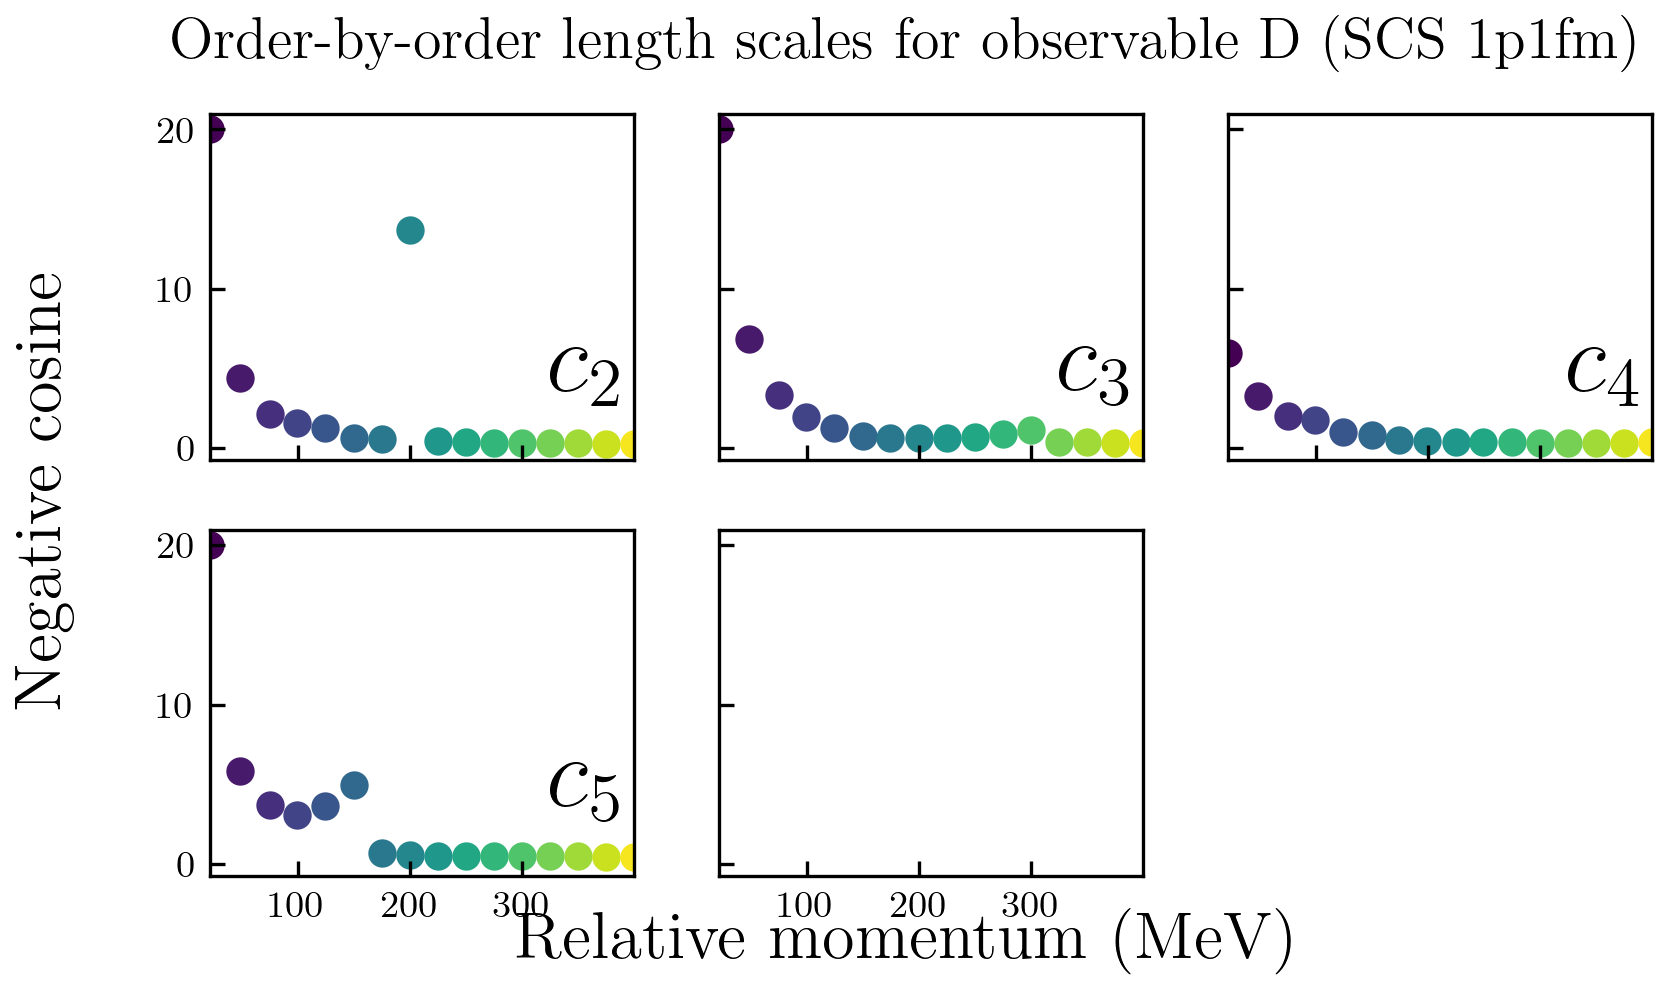 Order-by-order length scales for observable D (SCS 1p1fm)
Negative cosine
20
10
0
c₂
c₃
c₄
20
10
0
c₅
100 200 300
100 200 300
Relative momentum (MeV)